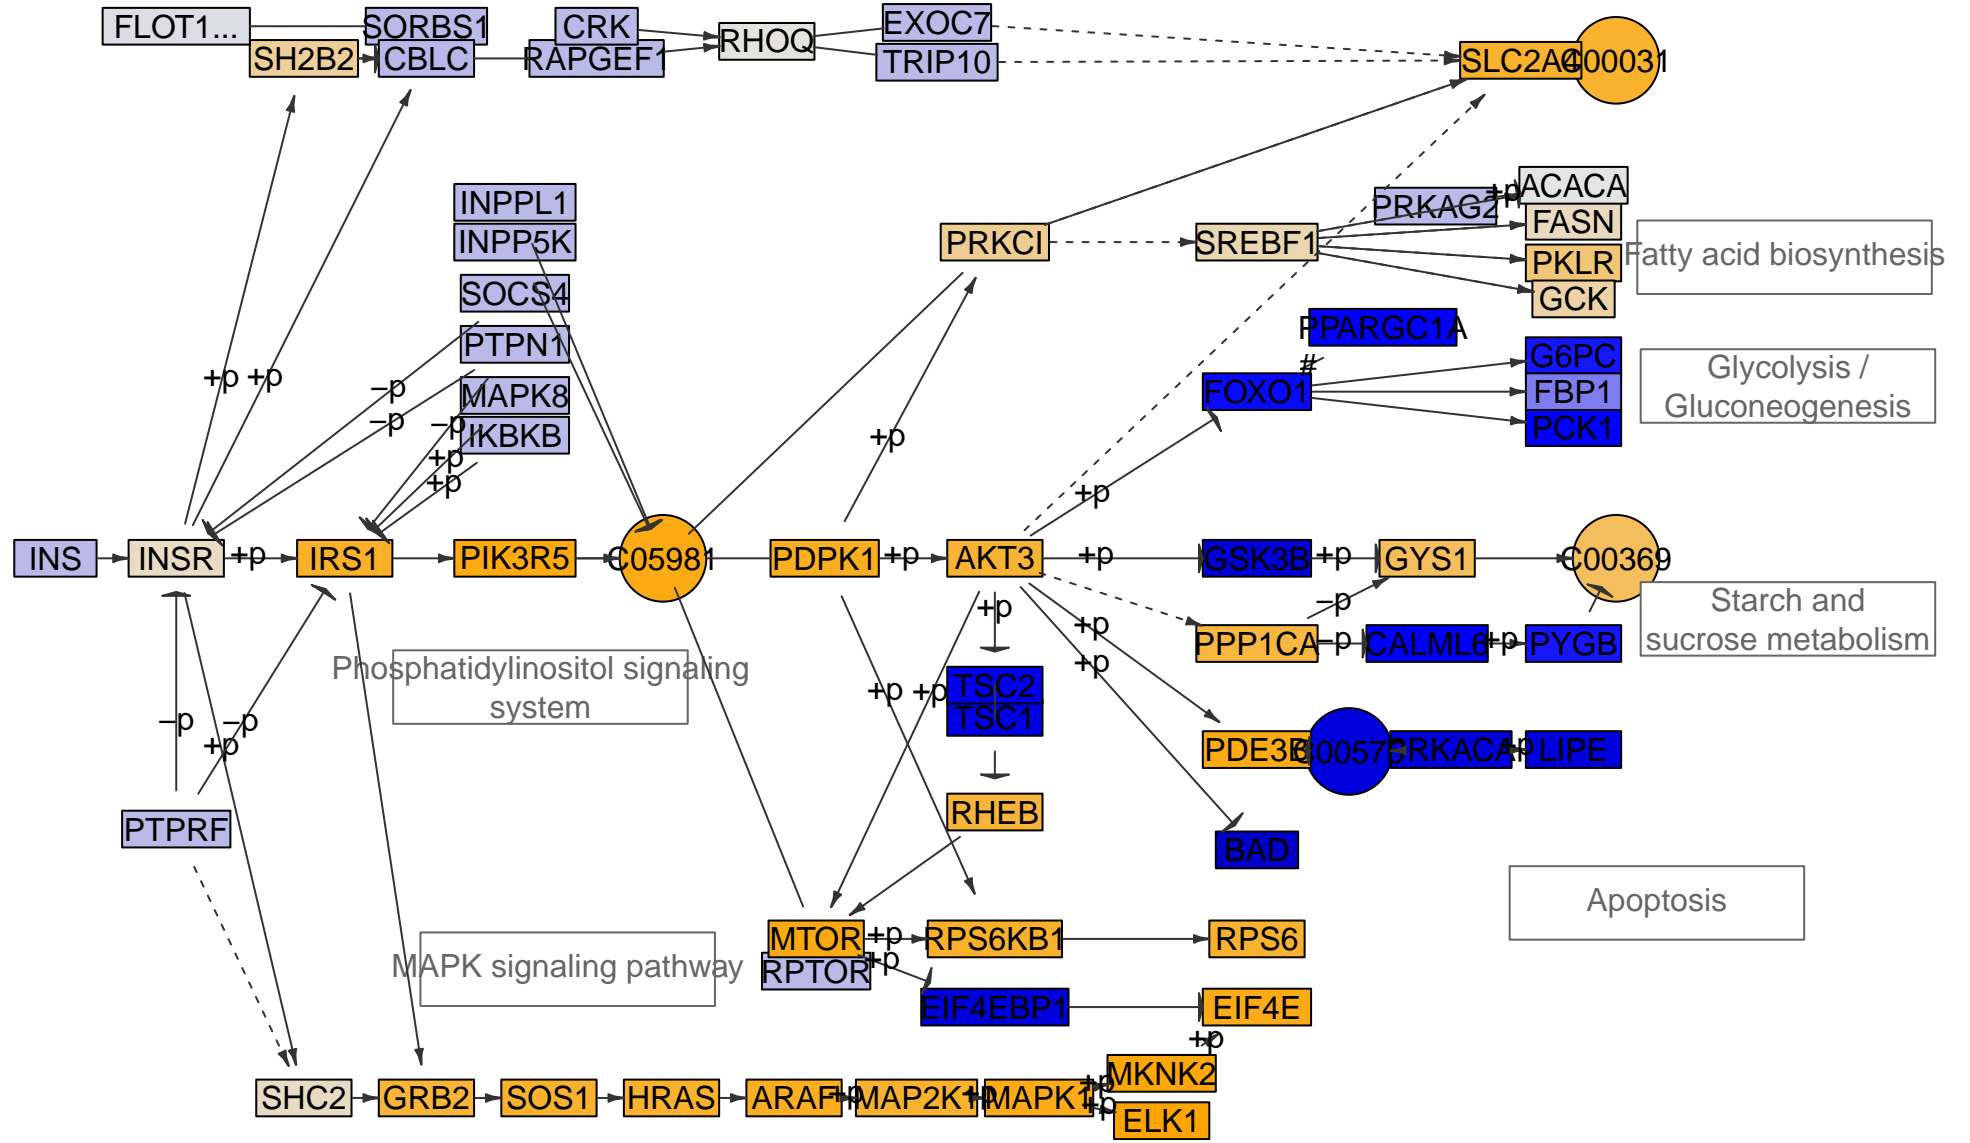 FLOT1...
SORBS1
CRK
EXOC7
RHOQ
SH2B2
CBLC
RAPGEF1
TRIP10
SLC2A4
C00031
INPPL1
INPP5K
SOCS4
PTPN1
MAPK8
IKBKB
PRKCI
SREBF1
PRKAG2
+p
ACACA
FASN
PKLR
GCK
Fatty acid biosynthesis
PPARGC1A
#
FOXO1
G6PC
FBP1
PCK1
Glycolysis /
Gluconeogenesis
+p
+p
−p
−p
−p
+p
+p
+p
+p
INS
INSR
+p
IRS1
PIK3R5
C05981
PDPK1
+p
AKT3
+p
GSK3B
+p
GYS1
C00369
+p
+p
+p
−p
PPP1CA
−p
CALML6
+p
PYGB
Starch and
sucrose metabolism
Phosphatidylinositol signaling
system
−p
−p
+p
+p
+p
TSC2
TSC1
PDE3B
C00575
PRKACA
+p
LIPE
PTPRF
RHEB
BAD
Apoptosis
MTOR
+p
RPS6KB1
RPS6
RPTOR
+p
MAPK signaling pathway
EIF4EBP1
EIF4E
+p
SHC2
GRB2
SOS1
HRAS
ARAF
+p
MAP2K1
+p
MAPK1
+p
+p
MKNK2
ELK1